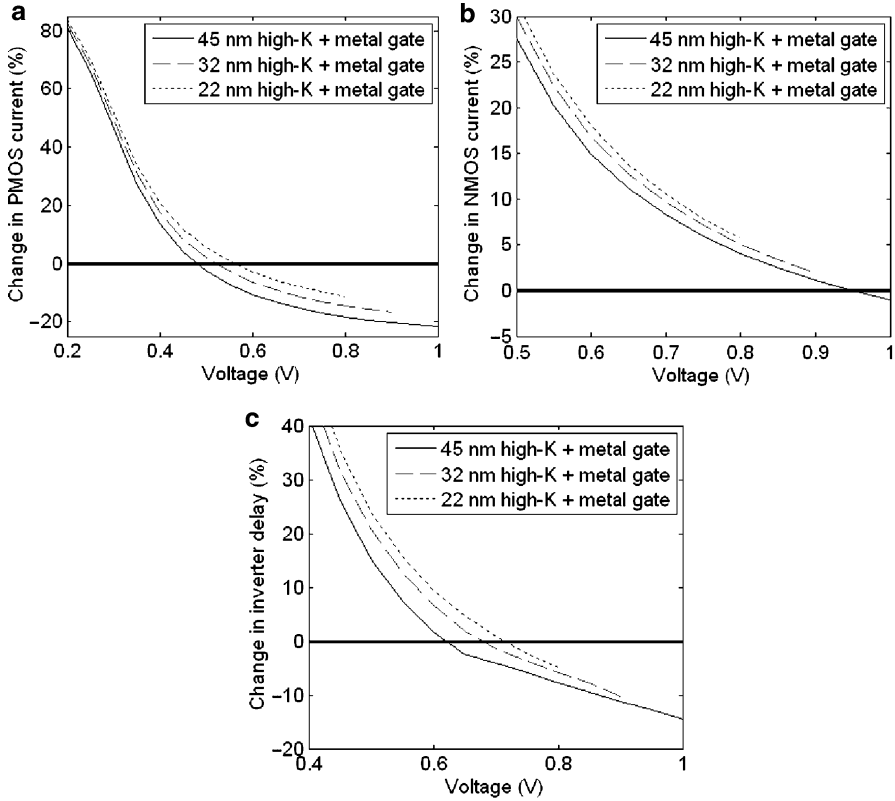 a
Change in PMOS current (%)
80
60
40
20
0
−20
45 nm high-K + metal gate
32 nm high-K + metal gate
22 nm high-K + metal gate
0.2
0.4
0.6
0.8
1
Voltage (V)
b
Change in NMOS current (%)
30
25
20
15
10
5
0
−5
45 nm high-K + metal gate
32 nm high-K + metal gate
22 nm high-K + metal gate
0.5
0.6
0.7
0.8
0.9
1
Voltage (V)
c
Change in inverter delay (%)
40
30
20
10
0
−10
−20
45 nm high-K + metal gate
32 nm high-K + metal gate
22 nm high-K + metal gate
0.4
0.6
0.8
1
Voltage (V)